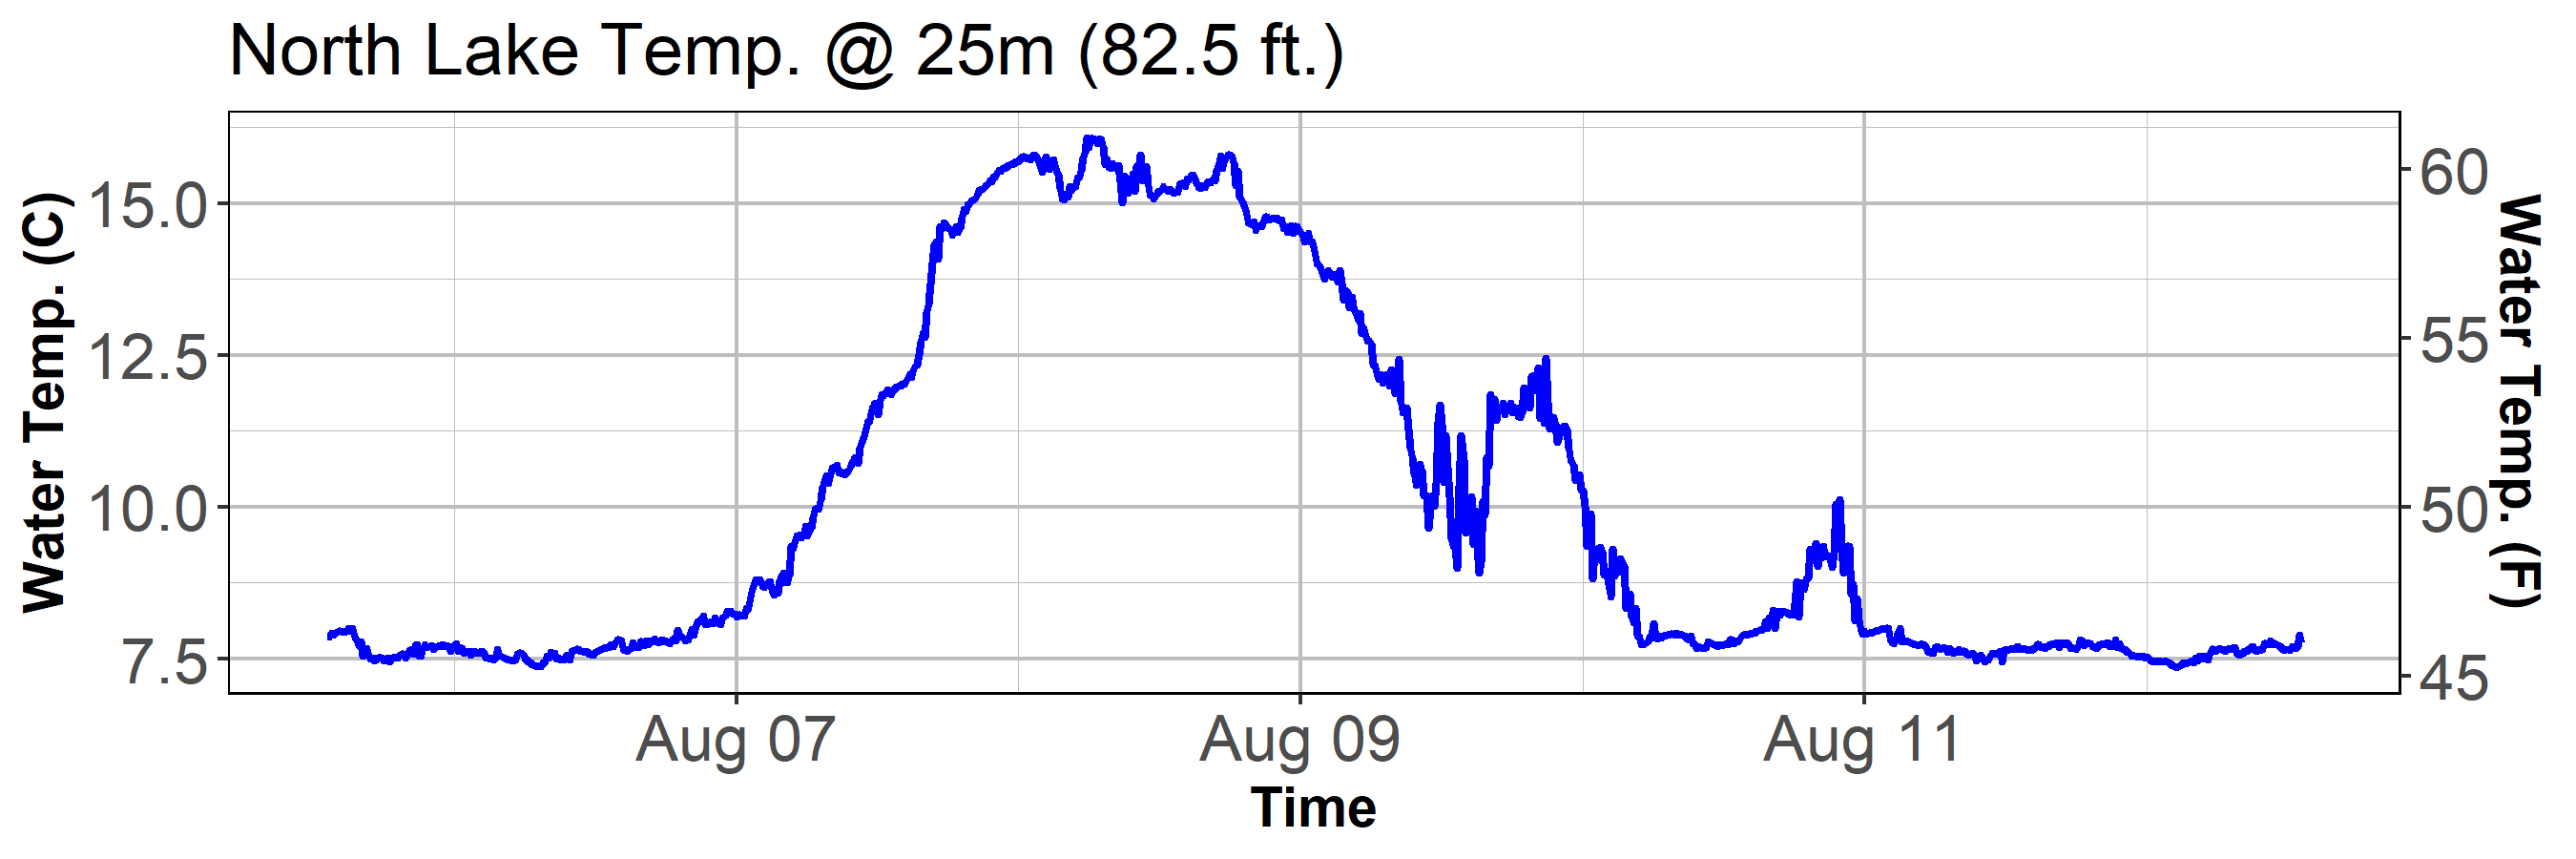 North Lake Temp. @ 25m (82.5 ft.)
Water Temp. (C)
15.0
12.5
10.0
7.5
60
55
50
45
Water Temp. (F)
Aug 07
Aug 09
Aug 11
Time